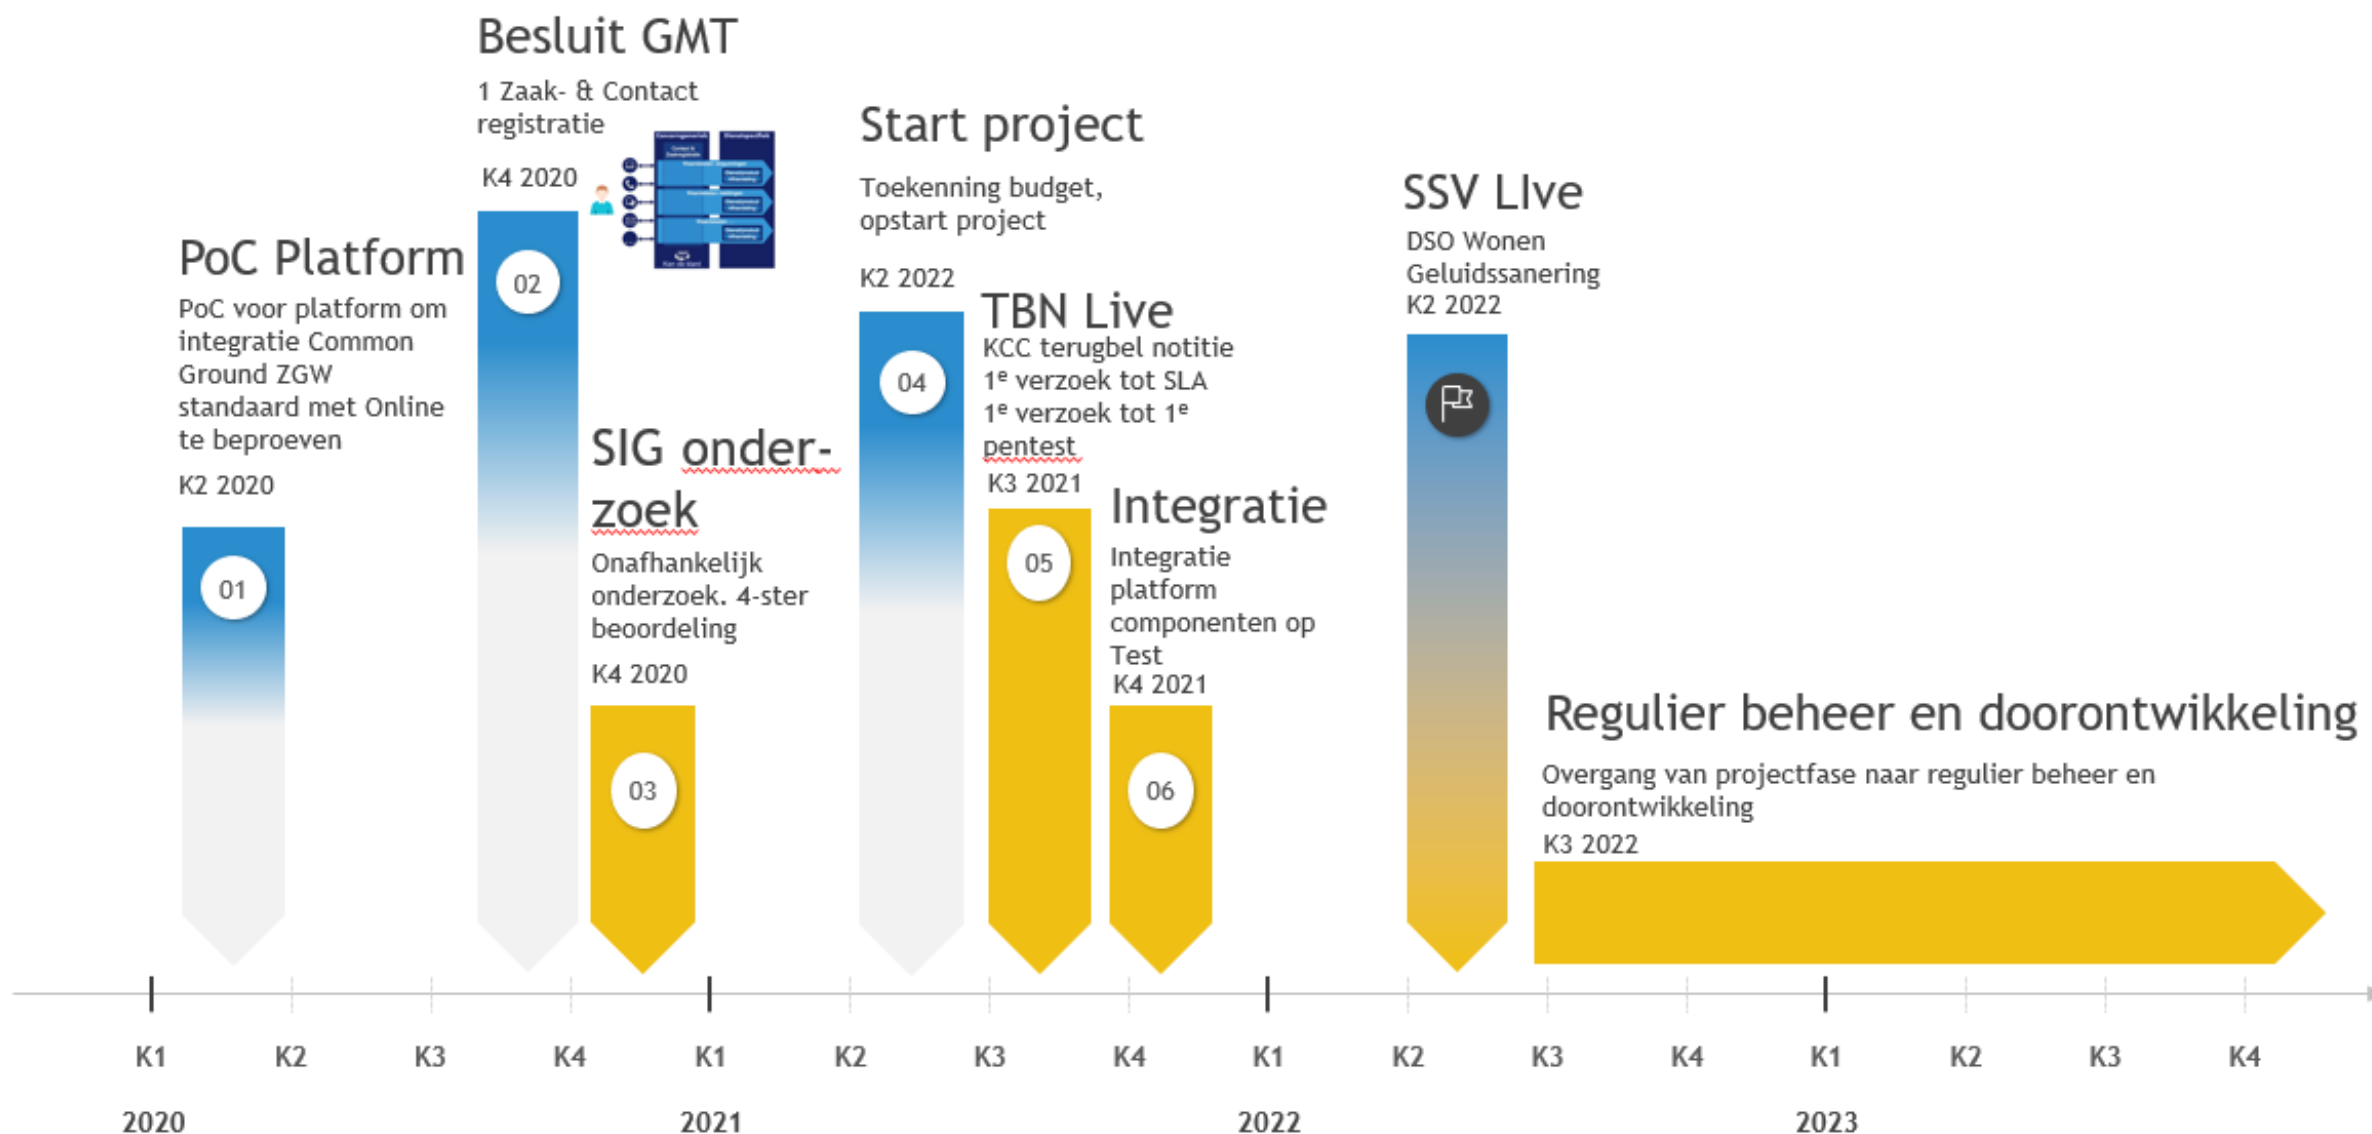 Besluit GMT
1 Zaak- & Contact
registratie
K4 2020
02
PoC Platform
PoC voor platform om
integratie Common
Ground ZGW
standaard met Online
te beproeven
K2 2020
01
SIG onder-
zoek
Onafhankelijk
onderzoek. 4-ster
beoordeling
K4 2020
03
Start project
Toekenning budget,
opstart project
K2 2022
04
TBN Live
KCC terugbel notitie
1e verzoek tot SLA
1e verzoek tot 1e
pentest
K3 2021
05
Integratie
Integratie
platform
componenten op
Test
K4 2021
06
SSV LIve
DSO Wonen
Geluidssanering
K2 2022
Regulier beheer en doorontwikkeling
Overgang van projectfase naar regulier beheer en
doorontwikkeling
K3 2022
K1 K2 K3 K4 K1 K2 K3 K4 K1 K2 K3 K4 K1 K2 K3 K4
2020 2021 2022 2023